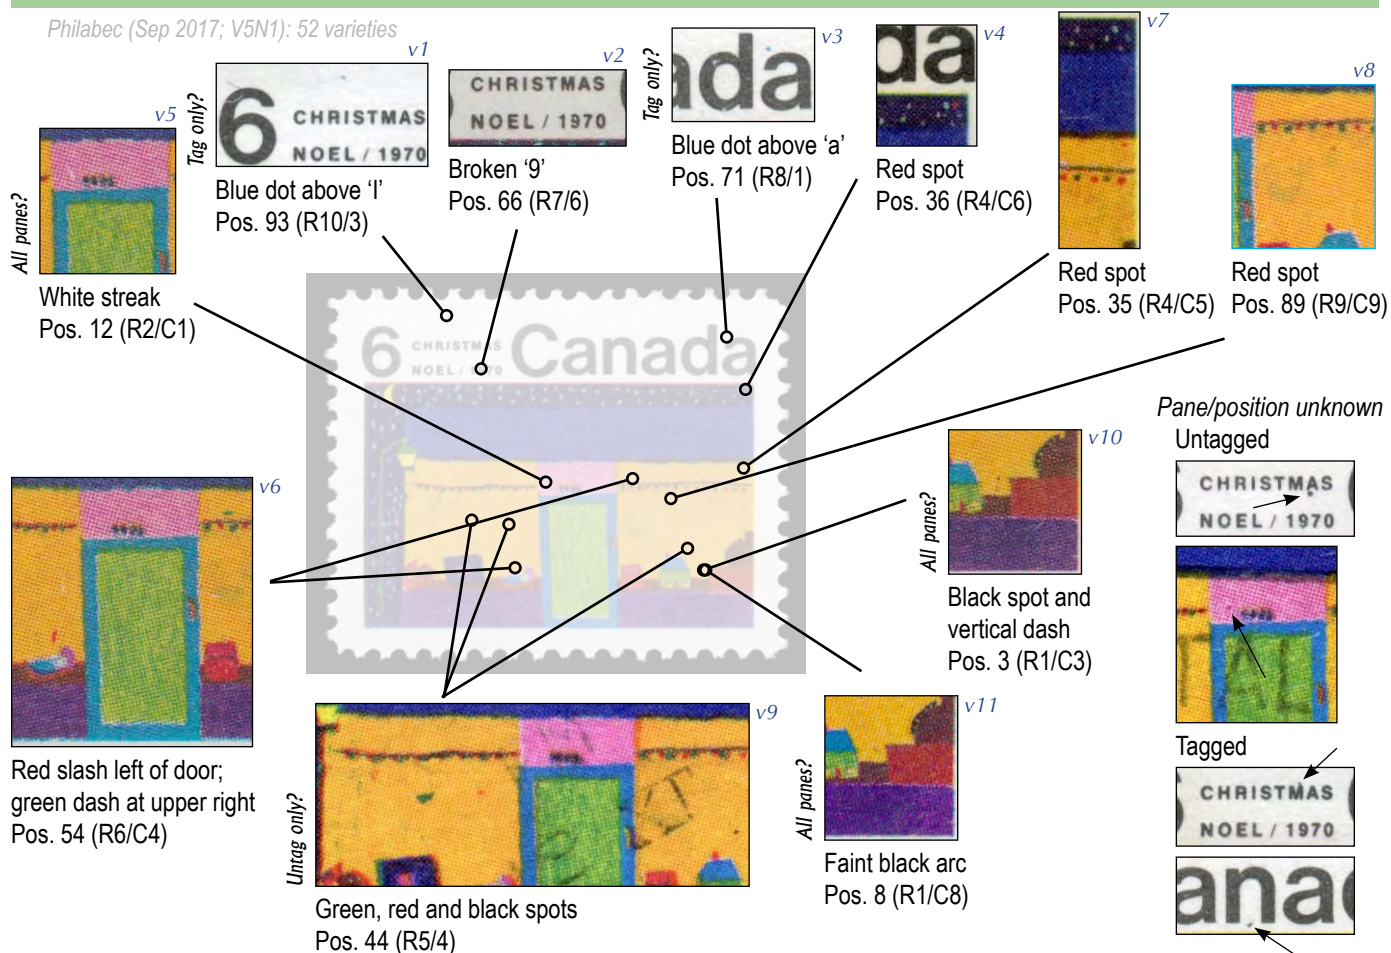 Philabec (Sep 2017; V5N1): 52 varieties
v5
All panes?
White streak
Pos. 12 (R2/C1)
v1
Tag only?
6 CHRISTMAS
NOEL / 1970
Blue dot above ‘I’
Pos. 93 (R10/3)
v2
CHRISTMAS
NOEL / 1970
Broken ‘9’
Pos. 66 (R7/6)
v3
Tag only?
ada
Blue dot above ‘a’
Pos. 71 (R8/1)
v4
da
Red spot
Pos. 36 (R4/C6)
v7
Red spot
Pos. 35 (R4/C5)
v8
Red spot
Pos. 89 (R9/C9)
6 CHRISTMAS Canada
NOEL / 1970
v6
Red slash left of door;
green dash at upper right
Pos. 54 (R6/C4)
v9
Untag only?
Green, red and black spots
Pos. 44 (R5/4)
v10
All panes?
Black spot and
vertical dash
Pos. 3 (R1/C3)
v11
All panes?
Faint black arc
Pos. 8 (R1/C8)
Pane/position unknown
Untagged
CHRISTMAS
NOEL / 1970
AL
Tagged
CHRISTMAS
NOEL / 1970
ana